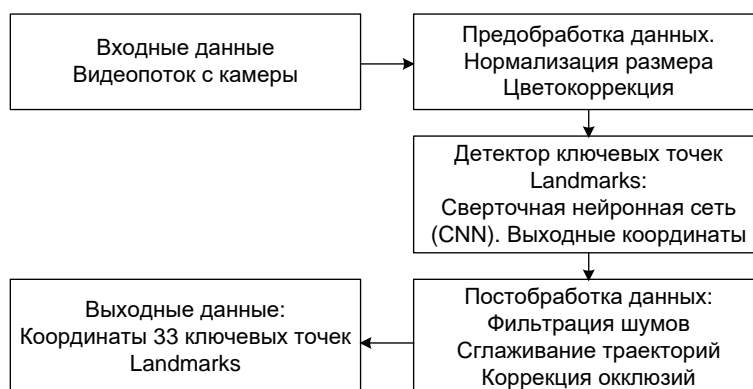 Входные данные
Видеопоток с камеры
Предобработка данных.
Нормализация размера
Цветокоррекция
Детектор ключевых точек
Landmarks:
Сверточная нейронная сеть
(CNN). Выходные координаты
Постобработка данных:
Фильтрация шумов
Сглаживание траекторий
Коррекция окклюзий
Выходные данные:
Координаты 33 ключевых точек
Landmarks